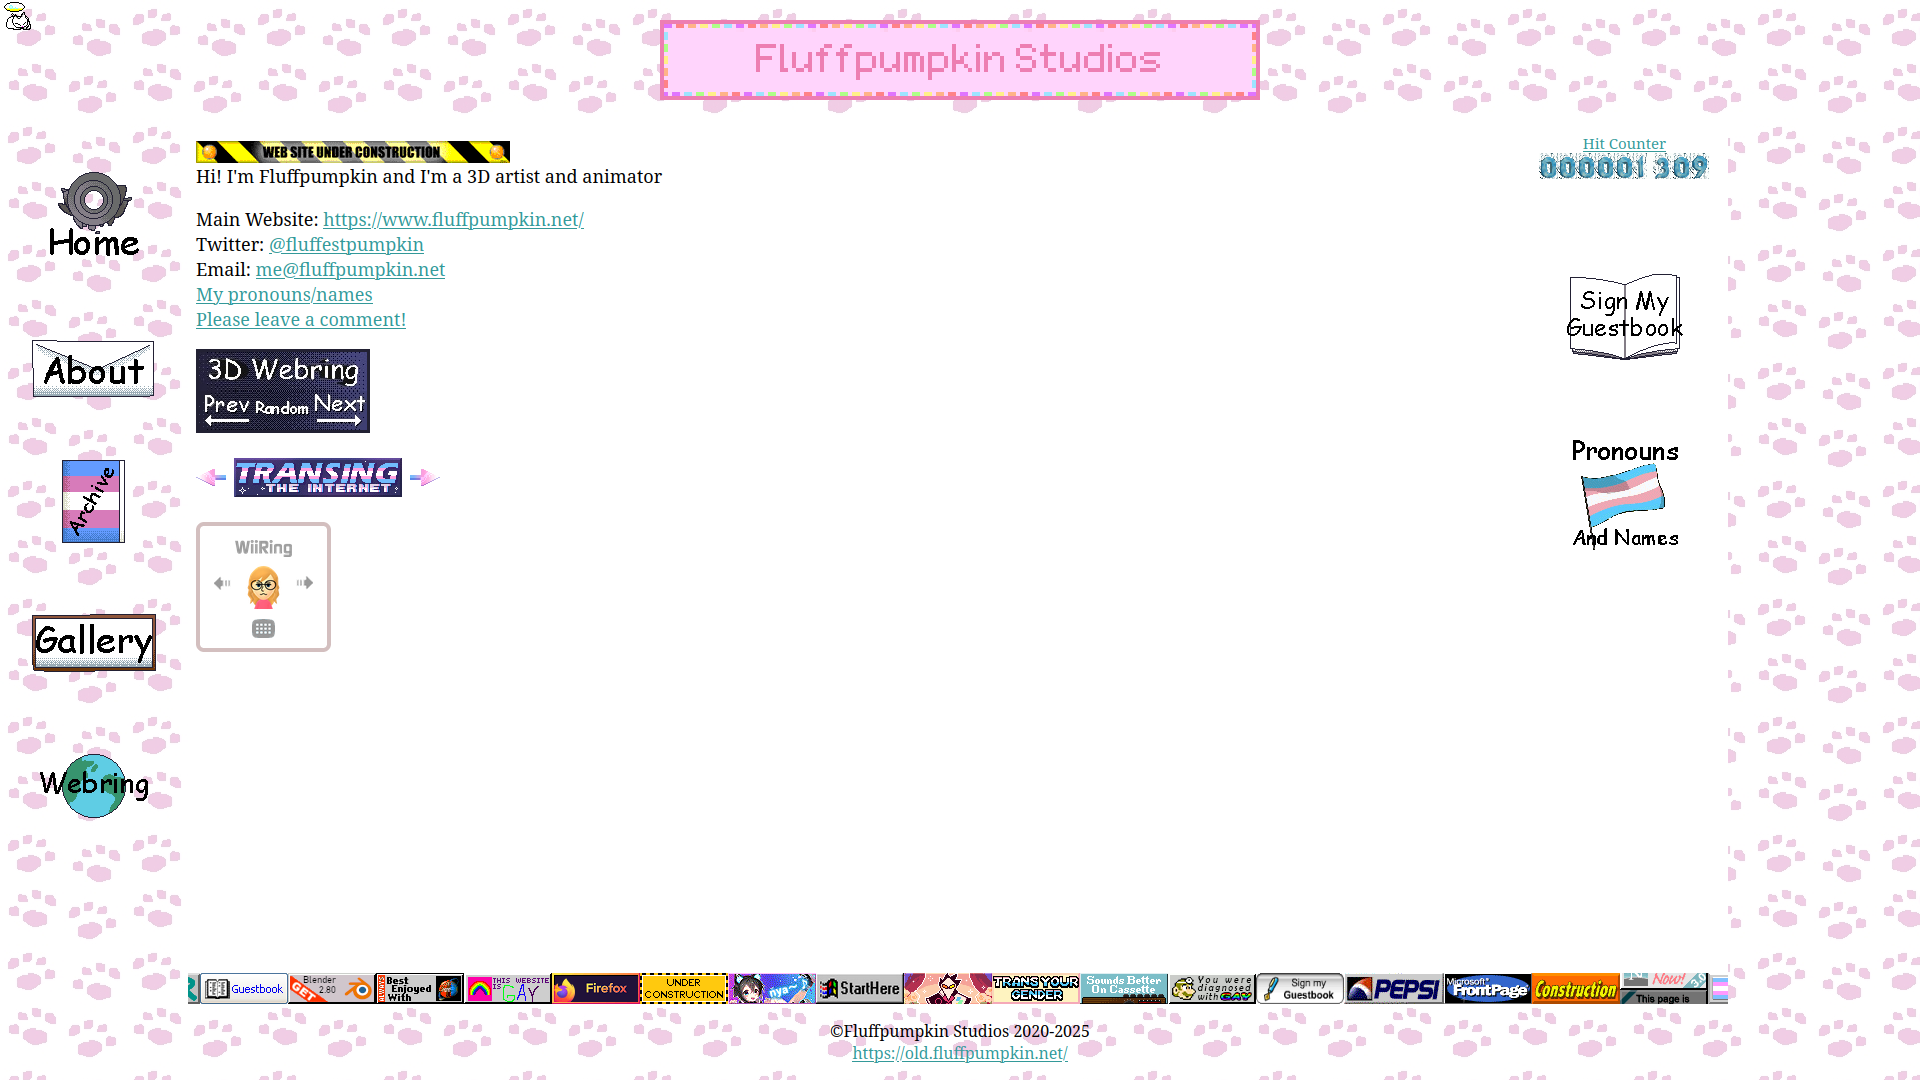 Fluffpumpkin Studios
WEB SITE UNDER CONSTRUCTION
Hi! I'm Fluffpumpkin and I'm a 3D artist and animator
Main Website: https://www.fluffpumpkin.net/
Twitter: @fluffestpumpkin
Email: me@fluffpumpkin.net
My pronouns/names
Please leave a comment!
3D Webring
Prev Random Next
TRANSING
THE INTERNET
WiiRing
Home
About
Archive
Gallery
Webring
Hit Counter
000001309
Sign My
Guestbook
Pronouns
And Names
Guestbook
Blender
2.80
GET
Best
Enjoyed
With
ALWAYS
THIS WEBSITE
IS GAY
Firefox
UNDER
CONSTRUCTION
nya~
StartHere
TRANS YOUR
GENDER
Sounds Better
On Cassette
You were
diagnosed
with GAY
Sign my
Guestbook
PEPSI
Microsoft
FrontPage
Construction
Now!
This page is
©Fluffpumpkin Studios 2020-2025
https://old.fluffpumpkin.net/